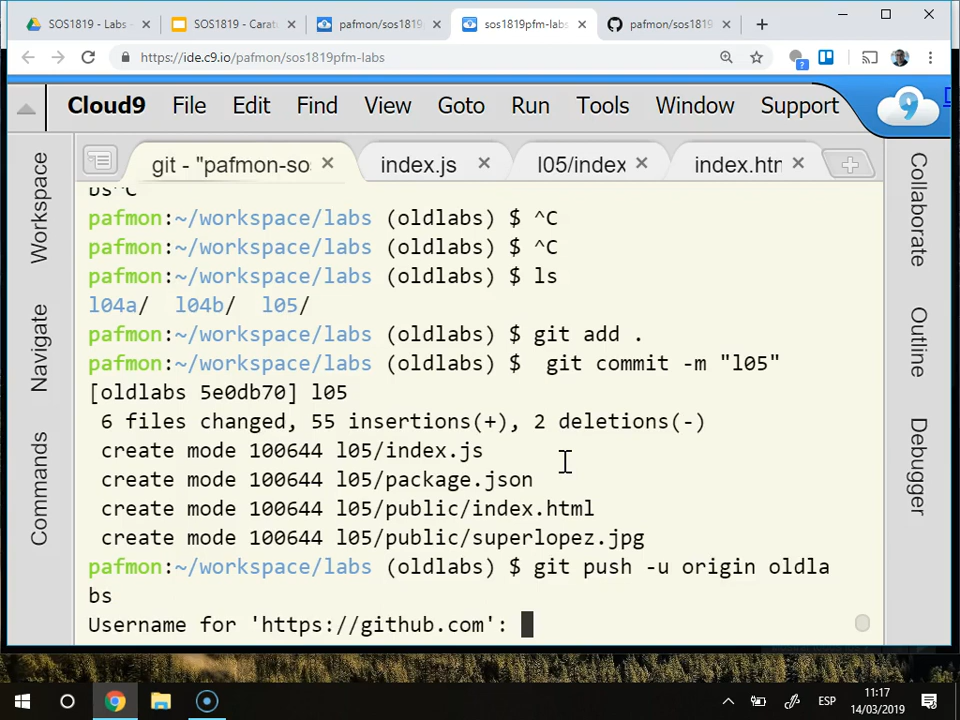 SOS1819 - Labs -
SOS1819 - Carat
pafmon/sos1819
sos1819pfm-labs
pafmon/sos1819
https://ide.c9.io/pafmon/sos1819pfm-labs
Cloud9 File Edit Find View Goto Run Tools Window Support
9
git - "pafmon-so
index.js
l05/index
index.htm
Workspace
Navigate
Commands
bs^C
pafmon:~/workspace/labs (oldlabs) $ ^C
pafmon:~/workspace/labs (oldlabs) $ ^C
pafmon:~/workspace/labs (oldlabs) $ ls
l04a/ l04b/ l05/
pafmon:~/workspace/labs (oldlabs) $ git add .
pafmon:~/workspace/labs (oldlabs) $ git commit -m "l05"
[oldlabs 5e0db70] l05
6 files changed, 55 insertions(+), 2 deletions(-)
create mode 100644 l05/index.js
create mode 100644 l05/package.json
create mode 100644 l05/public/index.html
create mode 100644 l05/public/superlopez.jpg
pafmon:~/workspace/labs (oldlabs) $ git push -u origin oldla
bs
Username for 'https://github.com':
Collaborate
Outline
Debugger
ESP
11:17
14/03/2019